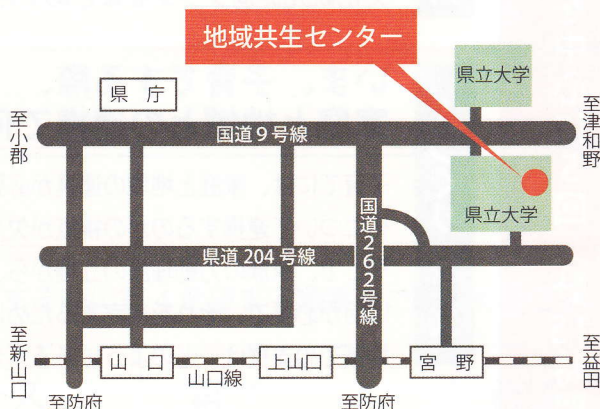 地域共生センター
県立大学
県 庁
至小郡
国道9号線
至津和野
県立大学
国道262号線
県道204号線
至新山口
山 口
山口線
上山口
宮 野
至益田
至防府
至防府